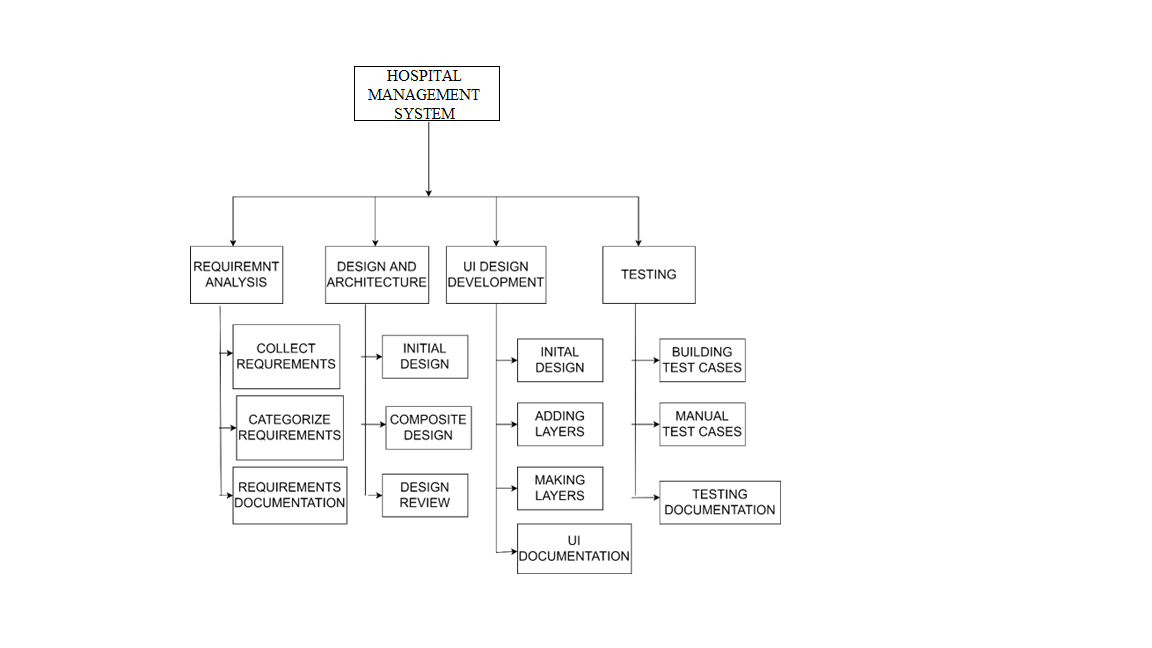 HOSPITAL
MANAGEMENT
SYSTEM
REQUIREMNT
ANALYSIS
DESIGN AND
ARCHITECTURE
UI DESIGN
DEVELOPMENT
TESTING
COLLECT
REQUREMENTS
CATEGORIZE
REQUIREMENTS
REQUIREMENTS
DOCUMENTATION
INITIAL
DESIGN
COMPOSITE
DESIGN
DESIGN
REVIEW
INITAL
DESIGN
ADDING
LAYERS
MAKING
LAYERS
UI
DOCUMENTATION
BUILDING
TEST CASES
MANUAL
TEST CASES
TESTING
DOCUMENTATION